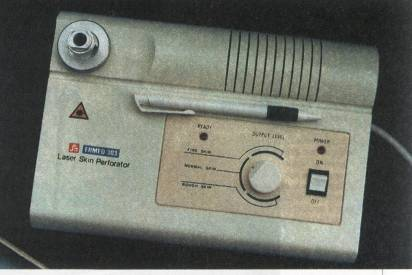 READY
OUTPUT LEVEL
POWER
FINE SKIN
NORMAL SKIN
ROUGH SKIN
ON
OFF
ERMED 303
Laser Skin Perforator